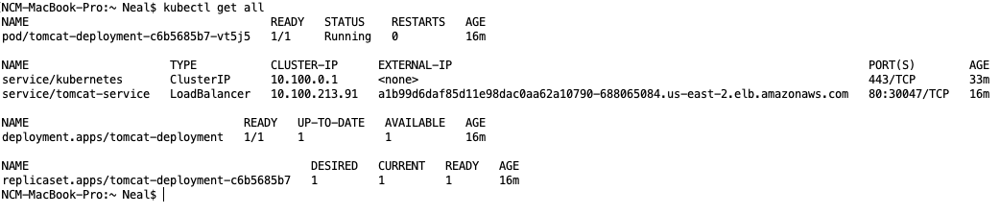 NCM-MacBook-Pro:~ Neal$ kubectl get all
NAME READY STATUS RESTARTS AGE
pod/tomcat-deployment-c6b5685b7-vt5j5 1/1 Running 0 16m
NAME TYPE CLUSTER-IP EXTERNAL-IP PORT(S) AGE
service/kubernetes ClusterIP 10.100.0.1 <none> 443/TCP 33m
service/tomcat-service LoadBalancer 10.100.213.91 a1b99d6daf85d11e98dac0aa62a10790-688065084.us-east-2.elb.amazonaws.com 80:30047/TCP 16m
NAME READY UP-TO-DATE AVAILABLE AGE
deployment.apps/tomcat-deployment 1/1 1 1 16m
NAME DESIRED CURRENT READY AGE
replicaset.apps/tomcat-deployment-c6b5685b7 1 1 1 16m
NCM-MacBook-Pro:~ Neal$